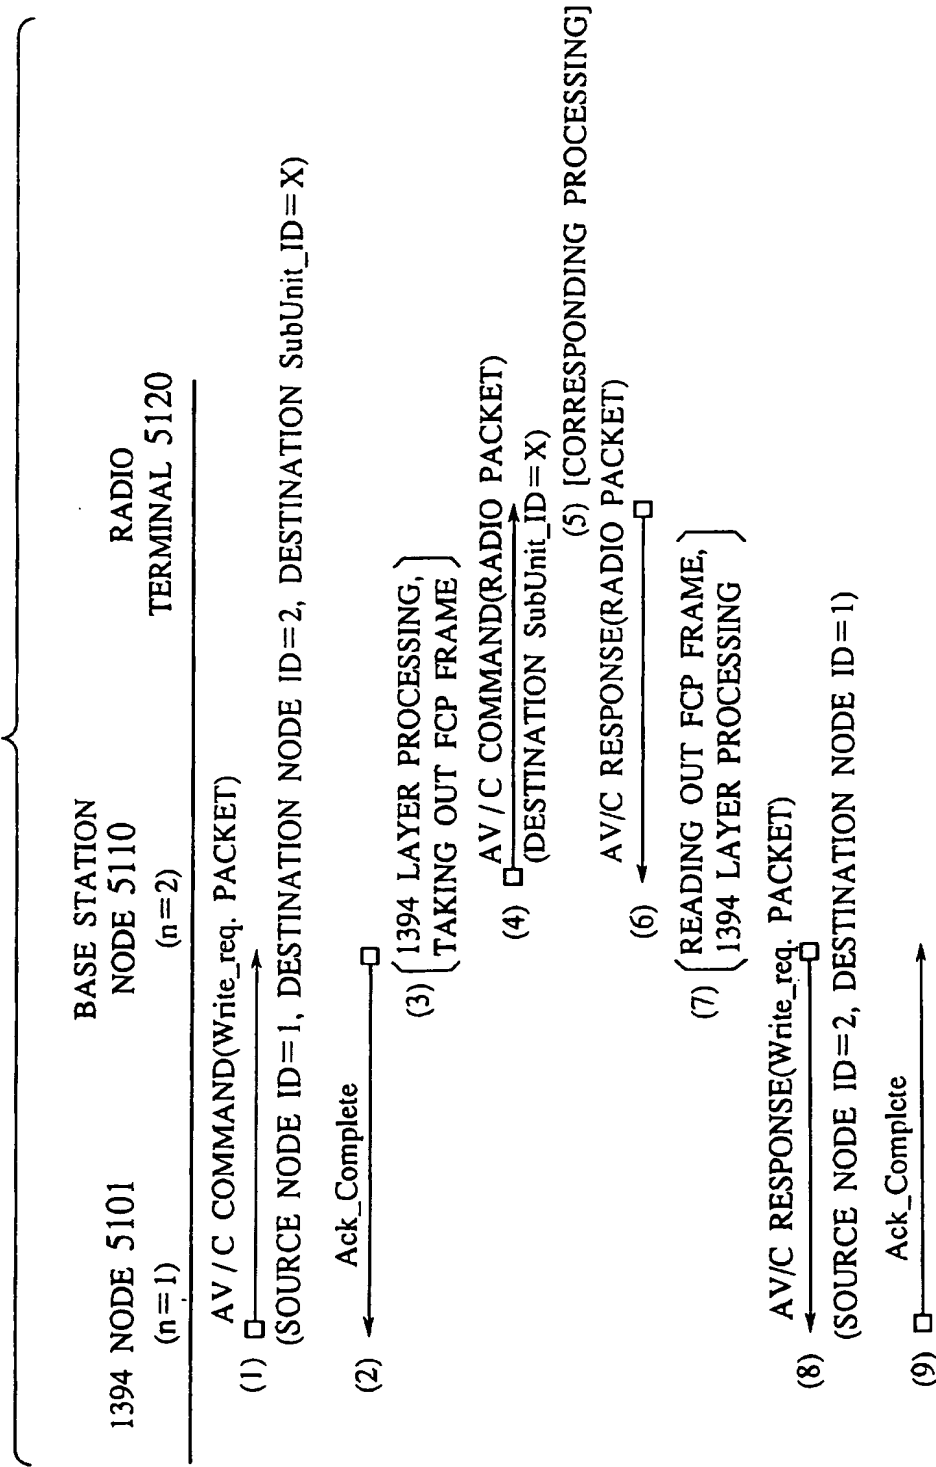 1394 NODE 5101
(n=1)
BASE STATION
NODE 5110
(n=2)
RADIO
TERMINAL 5120
(1)
AV/C COMMAND(Write_req. PACKET)
(SOURCE NODE ID=1, DESTINATION NODE ID=2, DESTINATION SubUnit_ID=X)
(2)
Ack_Complete
(3)
1394 LAYER PROCESSING,
TAKING OUT FCP FRAME
(4)
AV/C COMMAND(RADIO PACKET)
(DESTINATION SubUnit_ID=X)
(5) [CORRESPONDING PROCESSING]
AV/C RESPONSE(RADIO PACKET)
(6)
(7)
READING OUT FCP FRAME,
1394 LAYER PROCESSING
AV/C RESPONSE(Write_req. PACKET)
(8)
(SOURCE NODE ID=2, DESTINATION NODE ID=1)
Ack_Complete
(9)